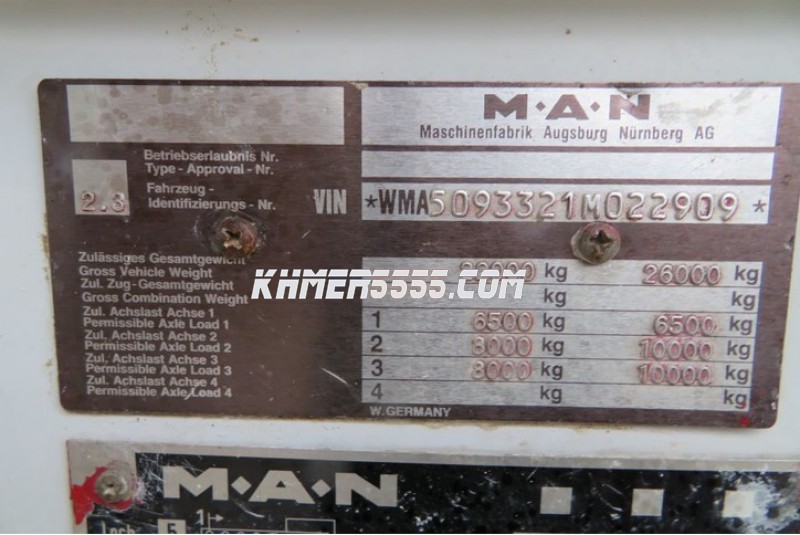 M·A·N
Maschinenfabrik Augsburg Nürnberg AG
Betriebserlaubnis Nr.
Type - Approval - Nr.
2.3
Fahrzeug -
Identifizierungs - Nr.
VIN *WMA5093321M022909*
Zulässiges Gesamtgewicht
Gross Vehicle Weight 22000 kg 26000 kg
Zul. Zug-Gesamtgewicht
Gross Combination Weight kg kg
KHMER5555.COM
Zul. Achslast Achse 1
Permissible Axle Load 1 1 6500 kg 6500 kg
Zul. Achslast Achse 2
Permissible Axle Load 2 2 8000 kg 10000 kg
Zul. Achslast Achse 3
Permissible Axle Load 3 3 8000 kg 10000 kg
Zul. Achslast Achse 4
Permissible Axle Load 4 4 kg kg
W. GERMANY
M·A·N
5 1